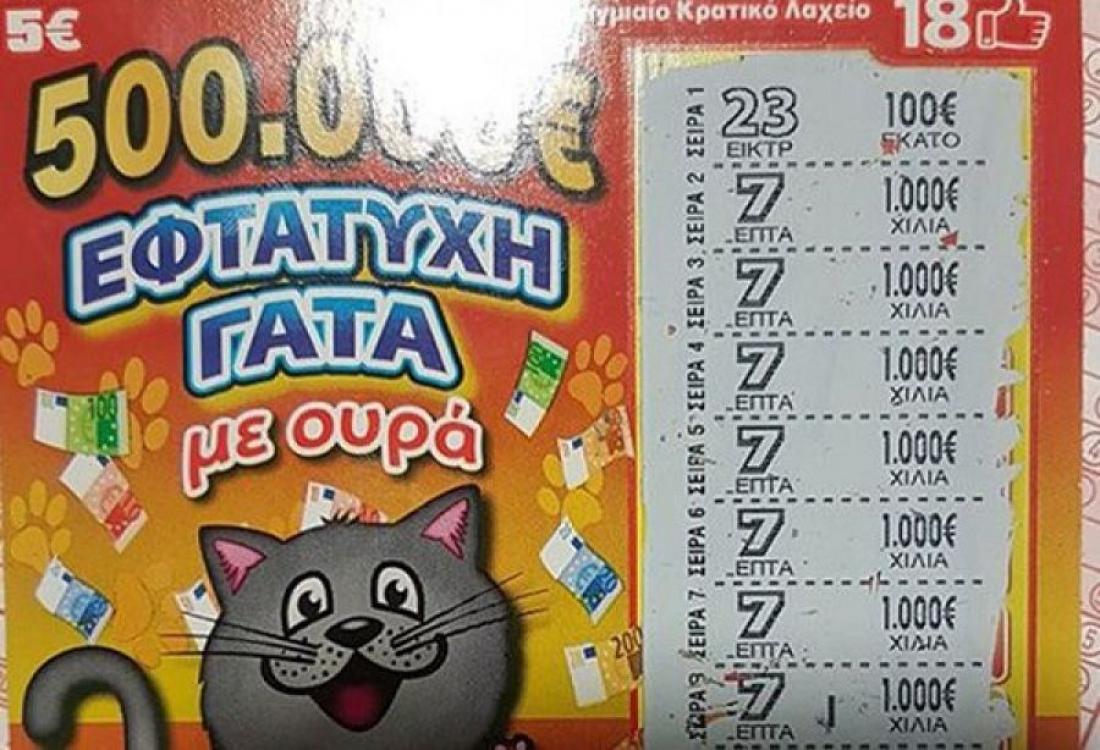 5€
Κρατικό Λαχείο
18
ΕΦΤΑΤΥΧΗ
ΓΑΤΑ
με ουρά
100
200
ΣΕΙΡΑ 1
23 100€
ΕΙΚΤΡ ΕΚΑΤΟ
ΣΕΙΡΑ 2
7 1.000€
ΕΠΤΑ ΧΙΛΙΑ
ΣΕΙΡΑ 3
7 1.000€
ΕΠΤΑ ΧΙΛΙΑ
ΣΕΙΡΑ 4
7 1.000€
ΕΠΤΑ ΧΙΛΙΑ
ΣΕΙΡΑ 5
7 1.000€
ΕΠΤΑ ΧΙΛΙΑ
ΣΕΙΡΑ 6
7 1.000€
ΕΠΤΑ ΧΙΛΙΑ
ΣΕΙΡΑ 7
7 1.000€
ΕΠΤΑ ΧΙΛΙΑ
7 1.000€
ΕΠΤΑ ΧΙΛΙΑ